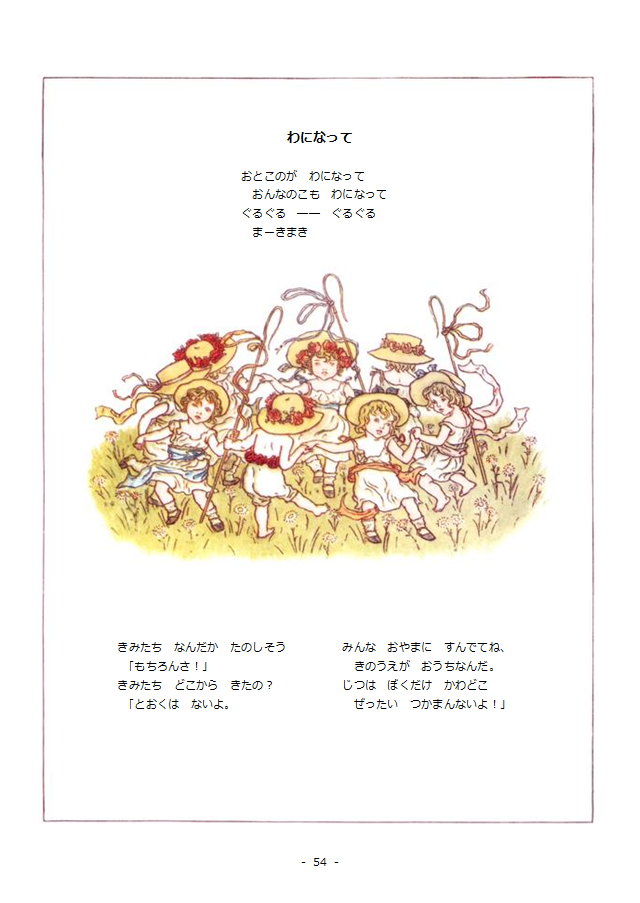 わになって
おとこのが　わになって
　おんなのこも　わになって
ぐるぐる　――　ぐるぐる
　まーきまき
きみたち　なんだか　たのしそう
　「もちろんさ！」
きみたち　どこから　きたの？
　「とおくは　ないよ。
みんな　おやまに　すんでてね、
　きのうえが　おうちなんだ。
じつは　ぼくだけ　かわどこ
　ぜったい　つかまんないよ！」
- 54 -